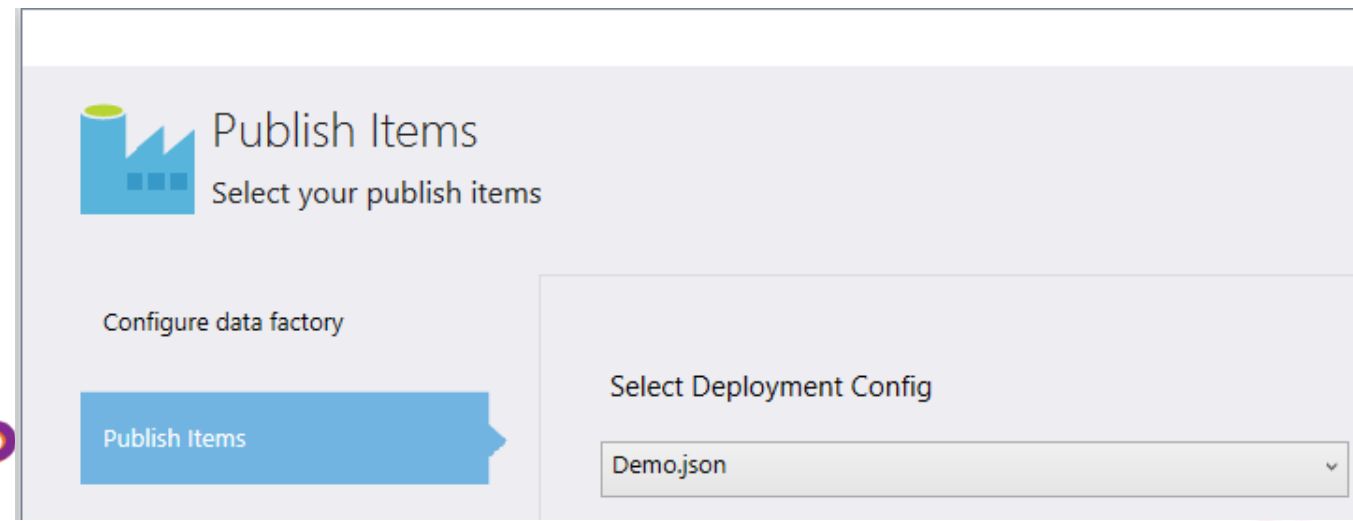 Publish Items
Select your publish items
Configure data factory
Publish Items
Select Deployment Config
Demo.json